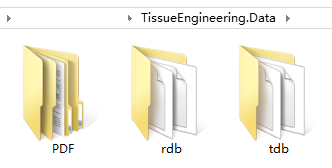 TissueEngineering.Data
PDF
rdb
tdb